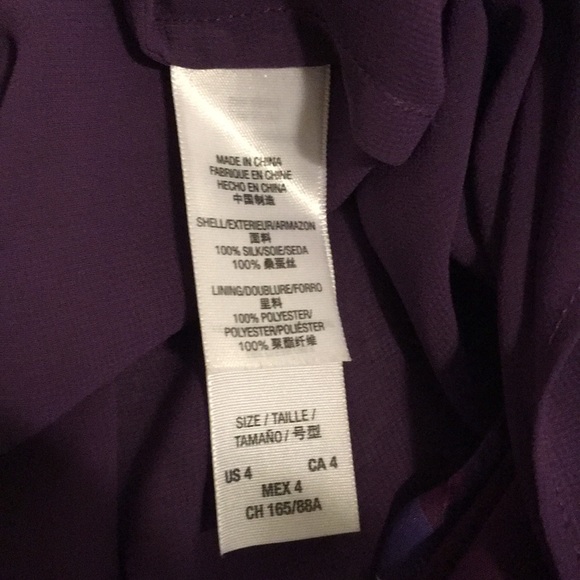 MADE IN CHINA
FABRIQUE EN CHINE
HECHO EN CHINA
中国制造
SHELL/EXTERIEUR/ARMAZON
面料
100% SILK/SOIE/SEDA
100% 桑蚕丝
LINING/DOUBLURE/FORRO
里料
100% POLYESTER/
POLYESTER/POLIÉSTER
100% 聚酯纤维
SIZE / TAILLE /
TAMAÑO / 号型
US 4 CA 4
MEX 4
CH 165/88A